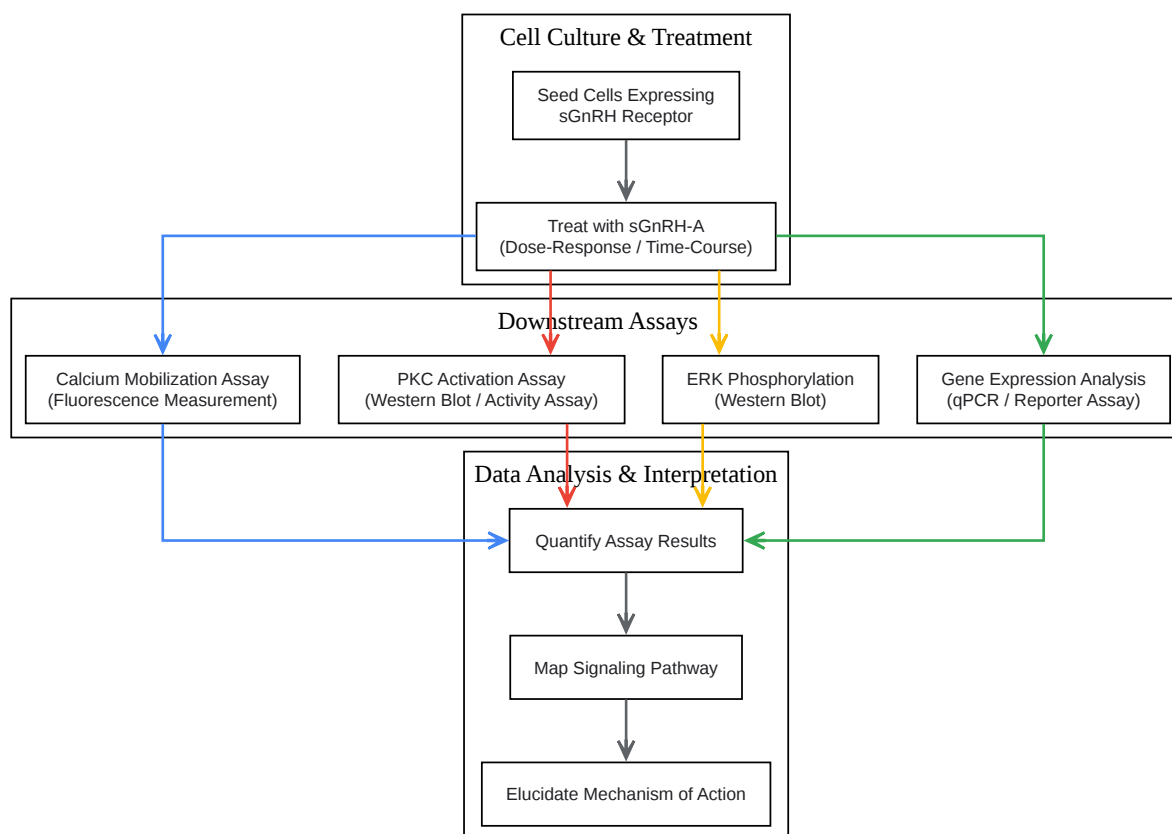 Cell Culture & Treatment
Seed Cells Expressing
sGnRH Receptor
Treat with sGnRH-A
(Dose-Response / Time-Course)
Downstream Assays
Calcium Mobilization Assay
(Fluorescence Measurement)
PKC Activation Assay
(Western Blot / Activity Assay)
ERK Phosphorylation
(Western Blot)
Gene Expression Analysis
(qPCR / Reporter Assay)
Data Analysis & Interpretation
Quantify Assay Results
Map Signaling Pathway
Elucidate Mechanism of Action